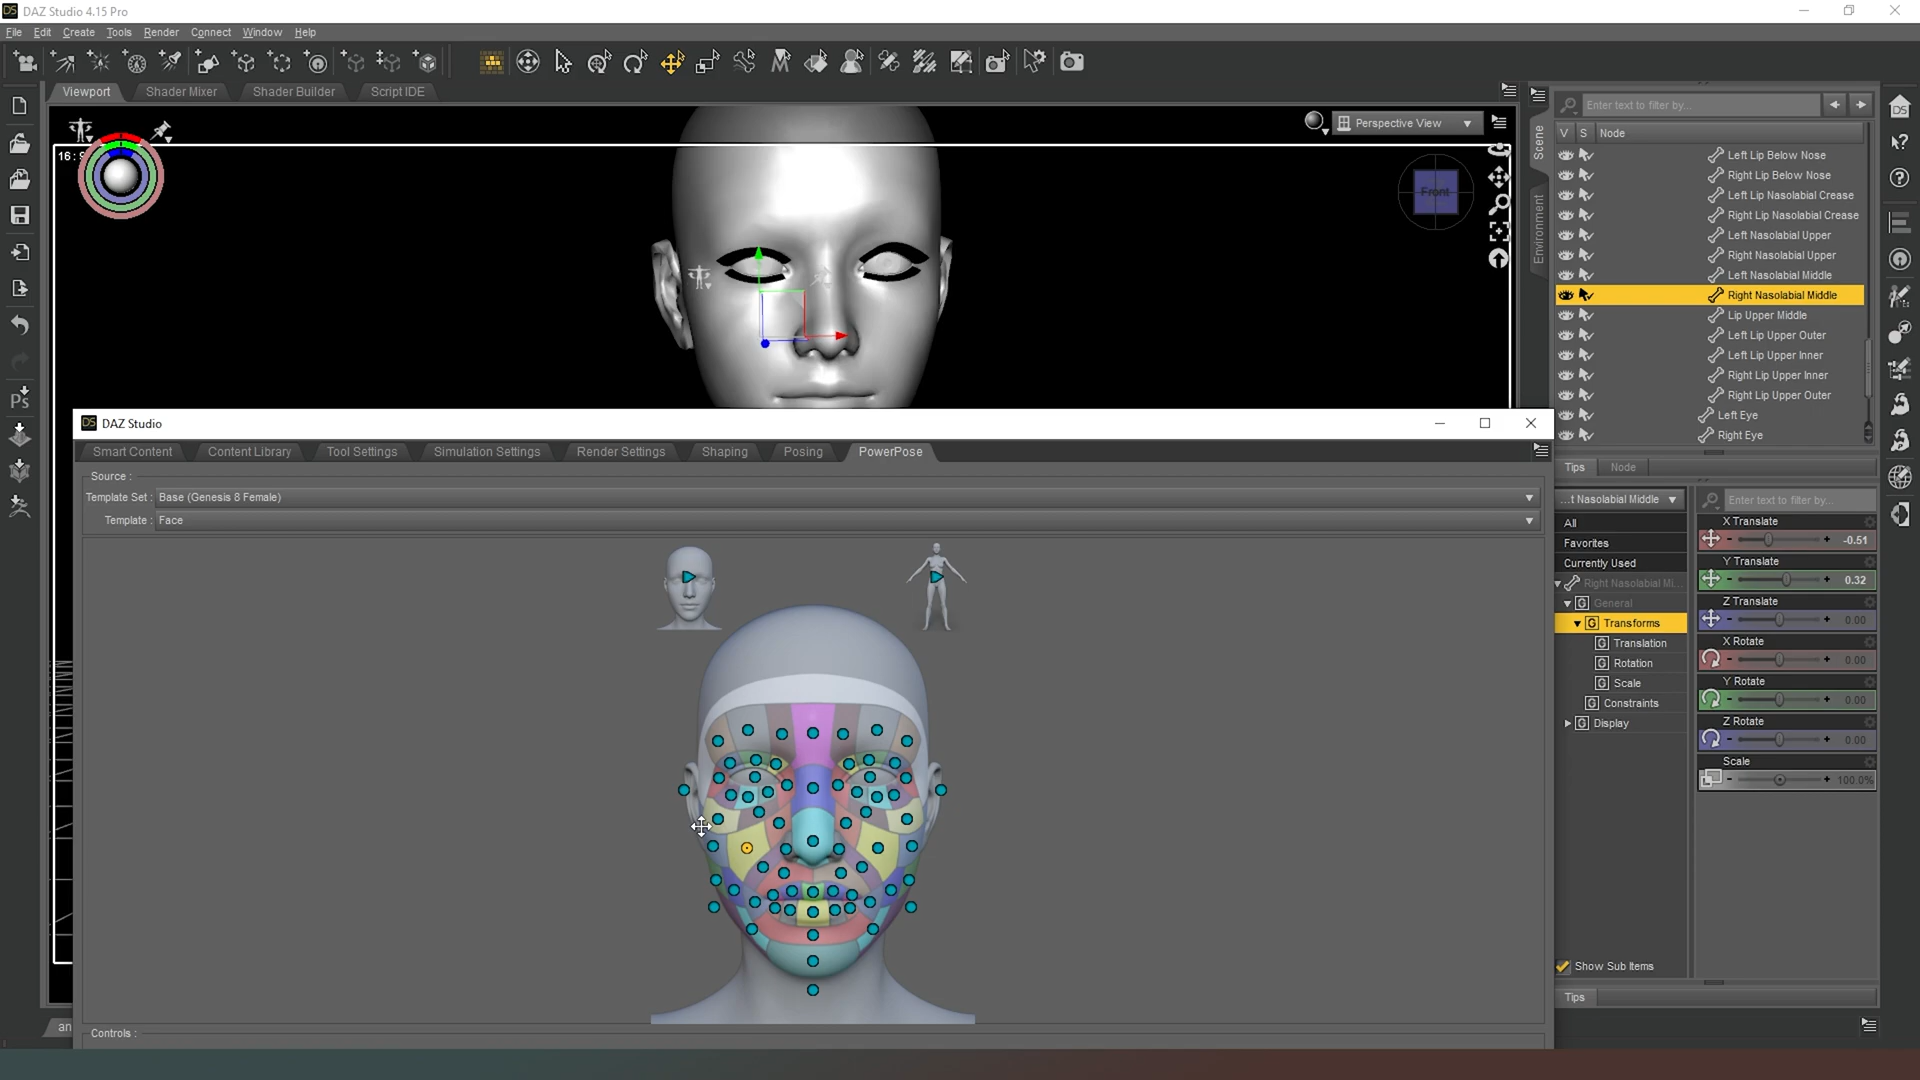 DAZ Studio 4.15 Pro
File Edit Create Tools Render Connect Window Help
Viewport Shader Mixer Shader Builder Script IDE
Perspective View
Front
Scene
Environment
Enter text to filter by...
V S Node
Left Lip Below Nose
Right Lip Below Nose
Left Lip Nasolabial Crease
Right Lip Nasolabial Crease
Left Nasolabial Upper
Right Nasolabial Upper
Left Nasolabial Middle
Right Nasolabial Middle
Lip Upper Middle
Left Lip Upper Outer
Left Lip Upper Inner
Right Lip Upper Inner
Right Lip Upper Outer
Left Eye
Right Eye
DAZ Studio
Smart Content Content Library Tool Settings Simulation Settings Render Settings Shaping Posing PowerPose
Source :
Template Set : Base (Genesis 8 Female)
Template : Face
Controls :
Tips Node
...t Nasolabial Middle
Enter text to filter by...
All
Favorites
Currently Used
Right Nasolabial Mi...
General
Transforms
Translation
Rotation
Scale
Constraints
Display
Show Sub Items
X Translate
-0.51
Y Translate
0.32
Z Translate
0.00
X Rotate
0.00
Y Rotate
0.00
Z Rotate
0.00
Scale
100.0%
Tips